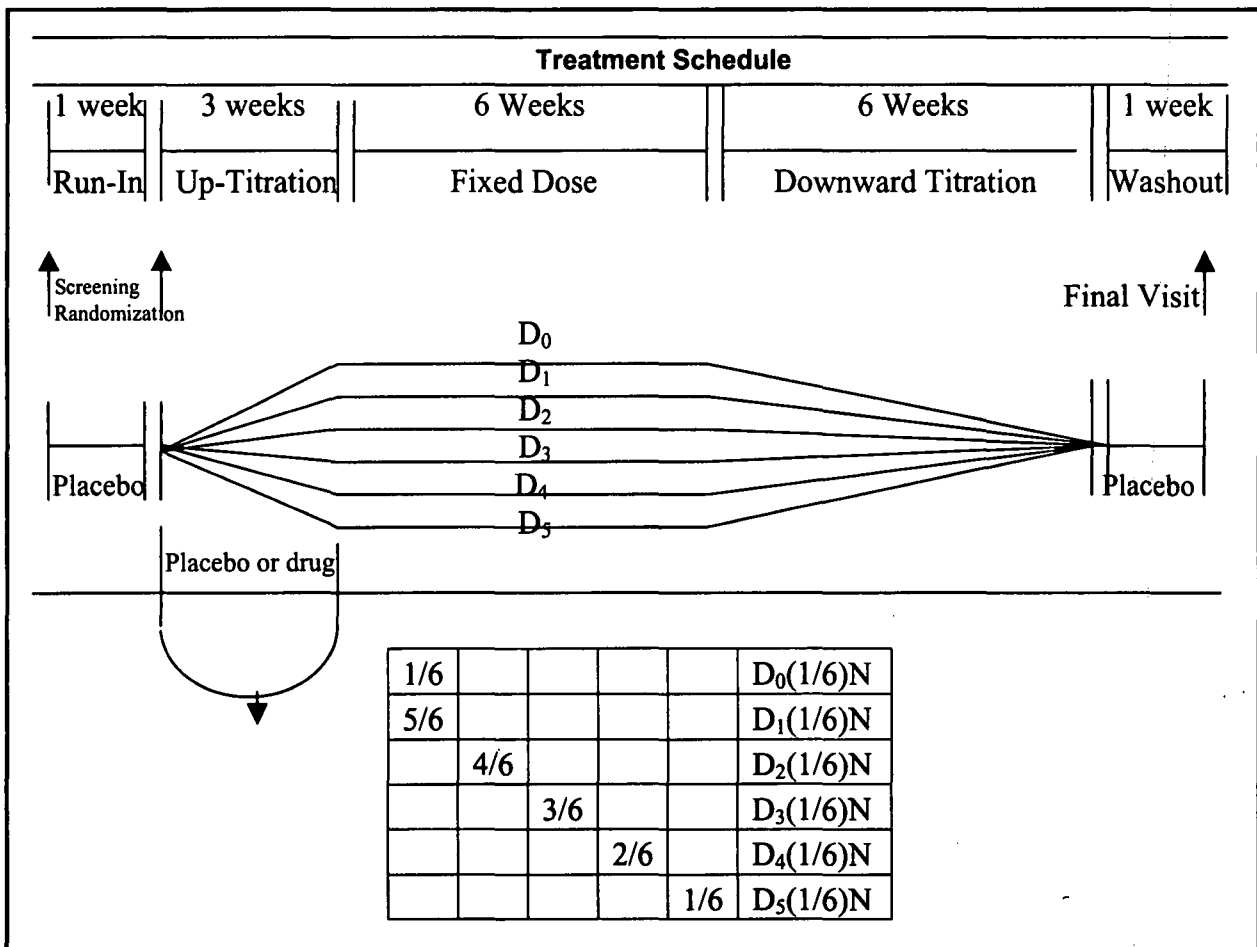 Treatment Schedule
1 week 3 weeks 6 Weeks 6 Weeks 1 week
Run-In Up-Titration Fixed Dose Downward Titration Washout
Screening
Randomization
Final Visit
D₀
D₁
D₂
D₃
D₄
D₅
Placebo Placebo
Placebo or drug
1/6 D₀(1/6)N
5/6 D₁(1/6)N
4/6 D₂(1/6)N
3/6 D₃(1/6)N
2/6 D₄(1/6)N
1/6 D₅(1/6)N